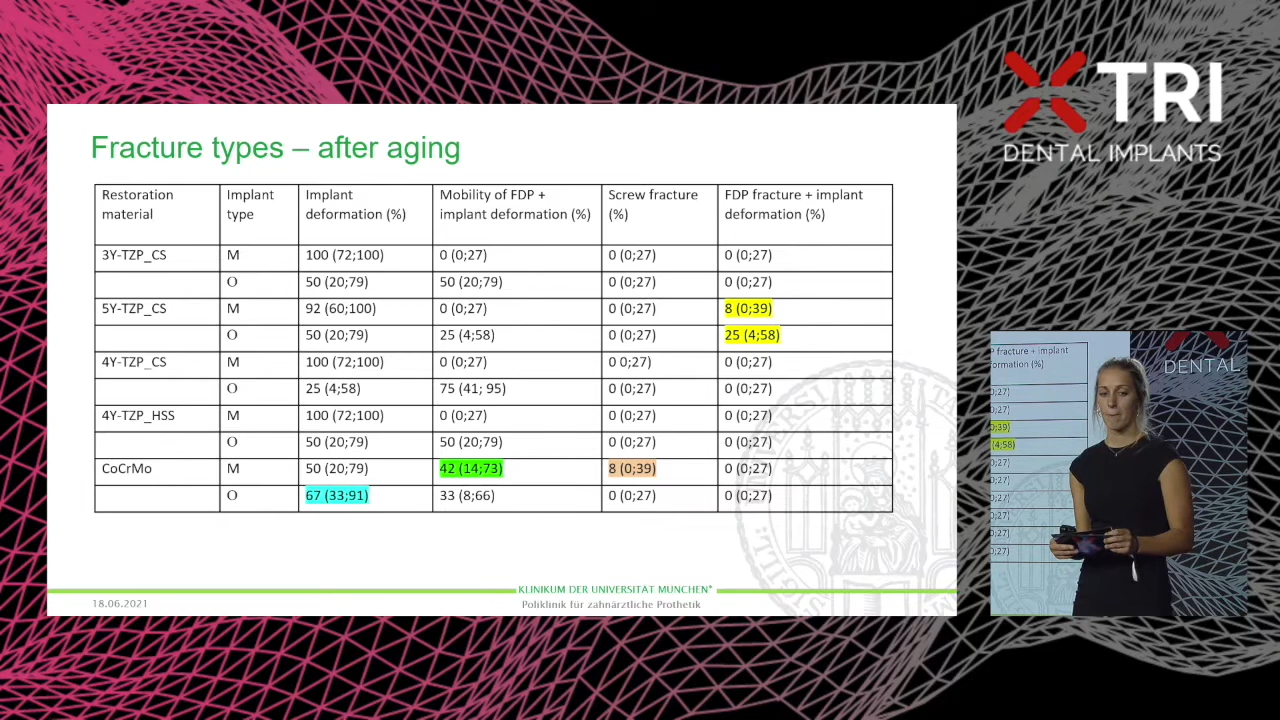 Fracture types – after aging
Restoration material | Implant type | Implant deformation (%) | Mobility of FDP + implant deformation (%) | Screw fracture (%) | FDP fracture + implant deformation (%)
3Y-TZP_CS | M | 100 (72;100) | 0 (0;27) | 0 (0;27) | 0 (0;27)
O | 50 (20;79) | 50 (20;79) | 0 (0;27) | 0 (0;27)
5Y-TZP_CS | M | 92 (60;100) | 0 (0;27) | 0 (0;27) | 8 (0;39)
O | 50 (20;79) | 25 (4;58) | 0 (0;27) | 25 (4;58)
4Y-TZP_CS | M | 100 (72;100) | 0 (0;27) | 0 0;27) | 0 (0;27)
O | 25 (4;58) | 75 (41; 95) | 0 (0;27) | 0 (0;27)
4Y-TZP_HSS | M | 100 (72;100) | 0 (0;27) | 0 (0;27) | 0 (0;27)
O | 50 (20;79) | 50 (20;79) | 0 (0;27) | 0 (0;27)
CoCrMo | M | 50 (20;79) | 42 (14;73) | 8 (0;39) | 0 (0;27)
O | 67 (33;91) | 33 (8;66) | 0 (0;27) | 0 (0;27)
KLINIKUM DER UNIVERSITÄT MÜNCHEN®
18.06.2021
Poliklinik für zahnärztliche Prothetik
TRI
DENTAL IMPLANTS
fracture + implant
(%)
DENTAL